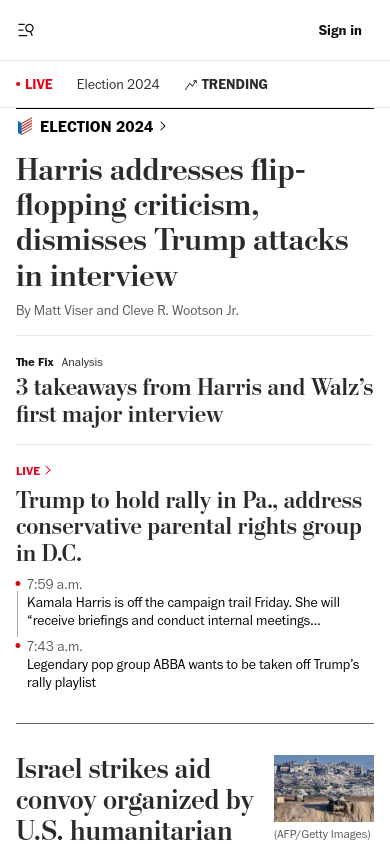 Sign in
LIVE Election 2024 TRENDING
ELECTION 2024
Harris addresses flip-
flopping criticism,
dismisses Trump attacks
in interview
By Matt Viser and Cleve R. Wootson Jr.
The Fix Analysis
3 takeaways from Harris and Walz’s
first major interview
LIVE
Trump to hold rally in Pa., address
conservative parental rights group
in D.C.
7:59 a.m.
Kamala Harris is off the campaign trail Friday. She will
“receive briefings and conduct internal meetings...
7:43 a.m.
Legendary pop group ABBA wants to be taken off Trump’s
rally playlist
Israel strikes aid
convoy organized by
U.S. humanitarian
(AFP/Getty Images)